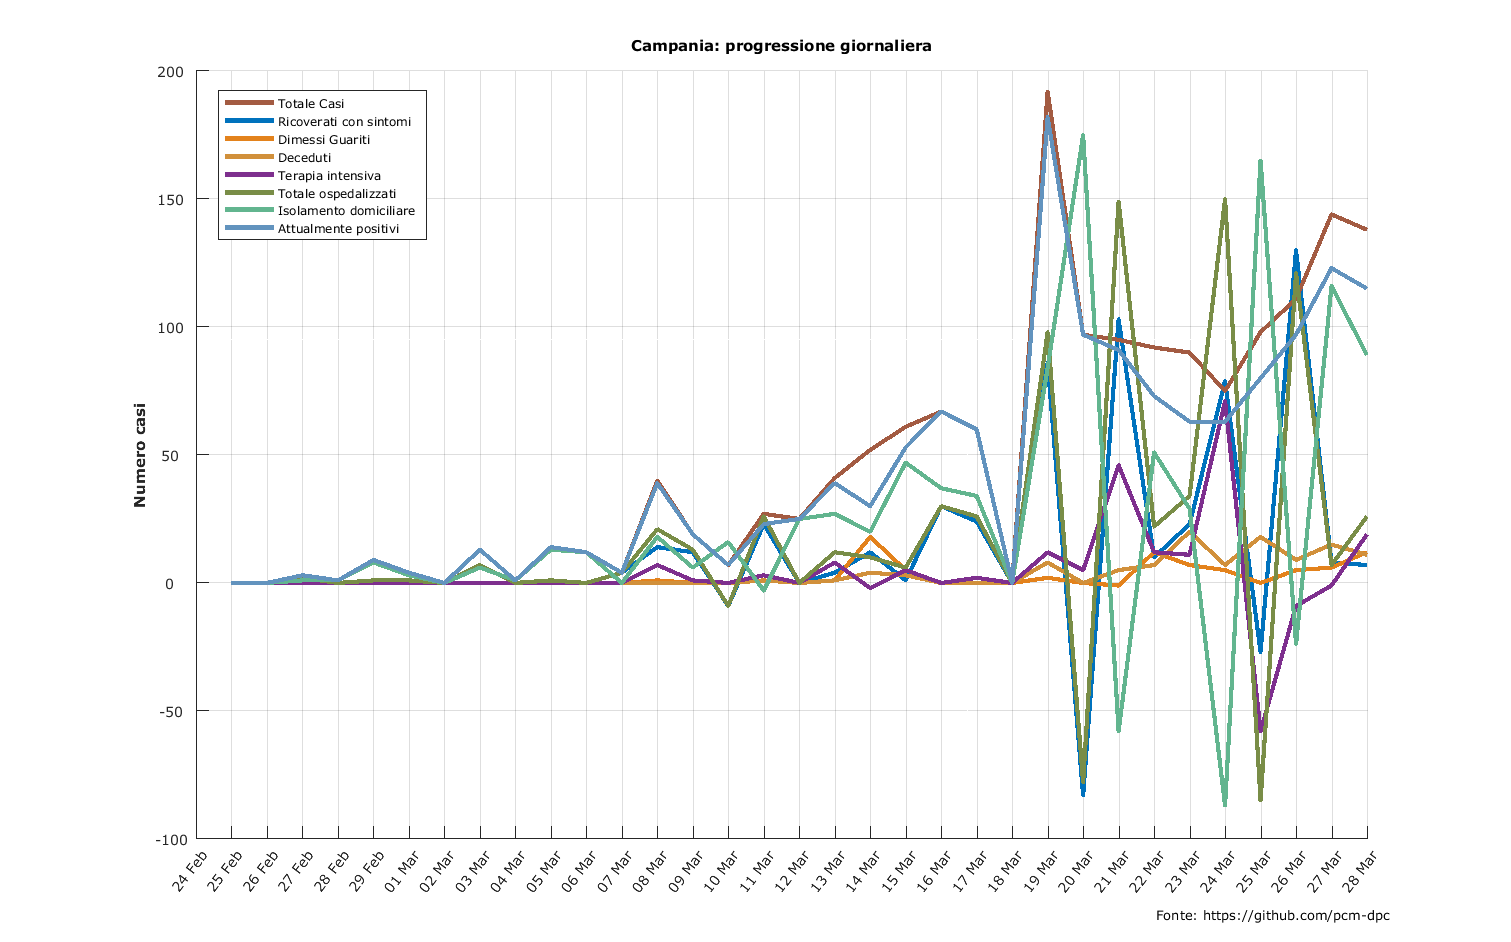 Campania: progressione giornaliera
200
150
100
50
0
-50
-100
Numero casi
Totale Casi
Ricoverati con sintomi
Dimessi Guariti
Deceduti
Terapia intensiva
Totale ospedalizzati
Isolamento domiciliare
Attualmente positivi
24 Feb
25 Feb
26 Feb
27 Feb
28 Feb
29 Feb
01 Mar
02 Mar
03 Mar
04 Mar
05 Mar
06 Mar
07 Mar
08 Mar
09 Mar
10 Mar
11 Mar
12 Mar
13 Mar
14 Mar
15 Mar
16 Mar
17 Mar
18 Mar
19 Mar
20 Mar
21 Mar
22 Mar
23 Mar
24 Mar
25 Mar
26 Mar
27 Mar
28 Mar
Fonte: https://github.com/pcm-dpc